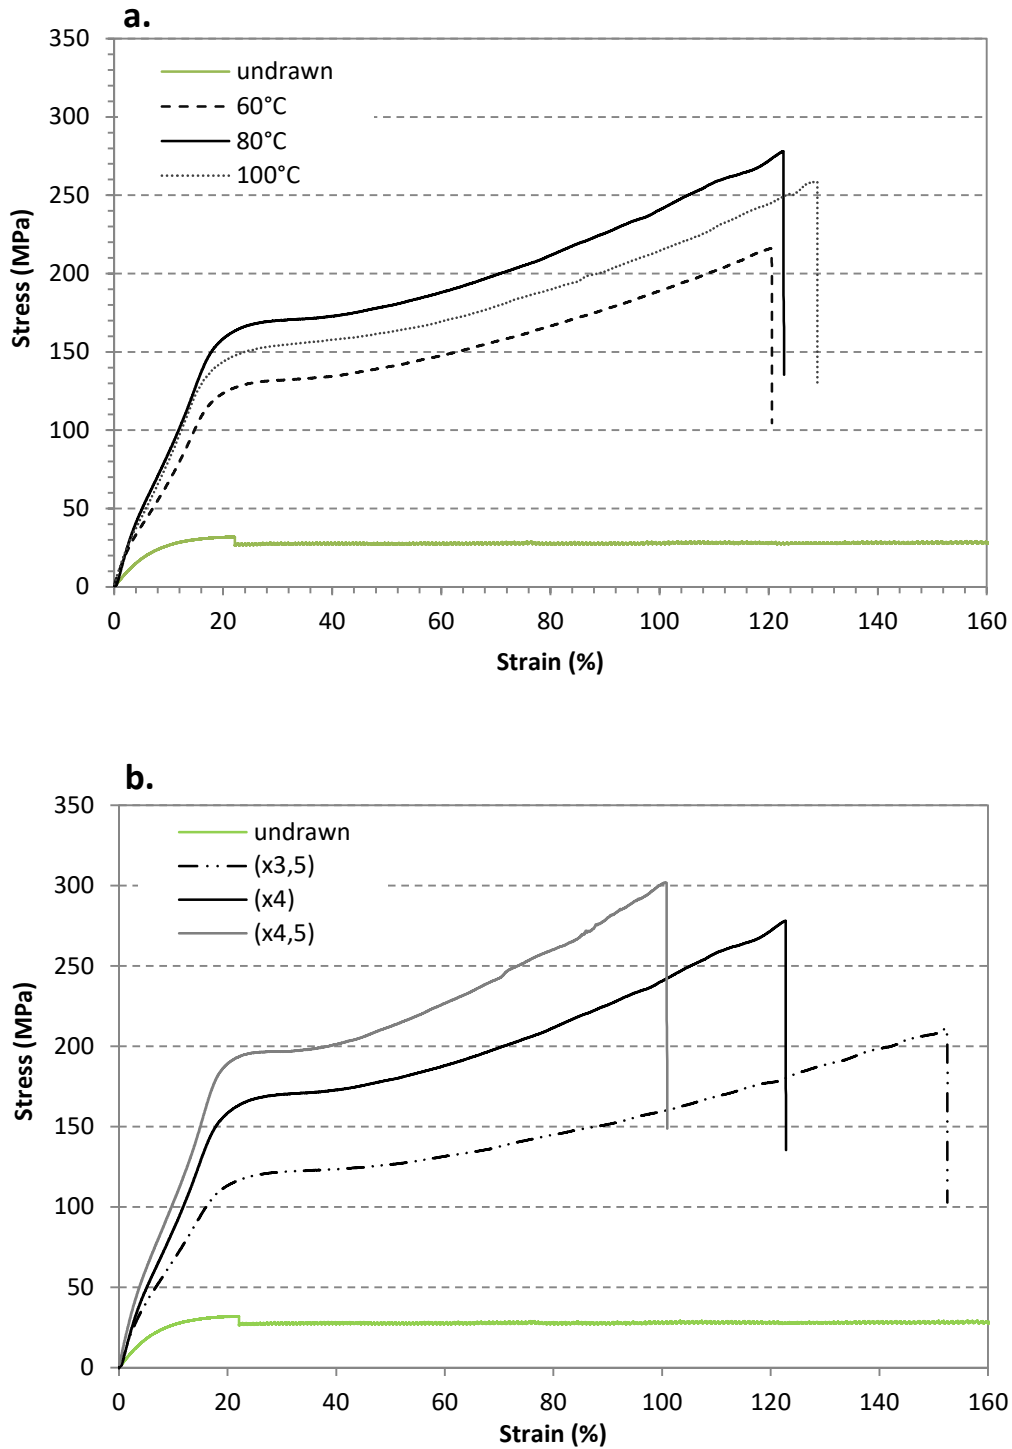 a.
350
300
250
200
150
100
50
0
Stress (MPa)
undrawn
60°C
80°C
100°C
0 20 40 60 80 100 120 140 160
Strain (%)
b.
350
300
250
200
150
100
50
0
Stress (MPa)
undrawn
(x3,5)
(x4)
(x4,5)
0 20 40 60 80 100 120 140 160
Strain (%)